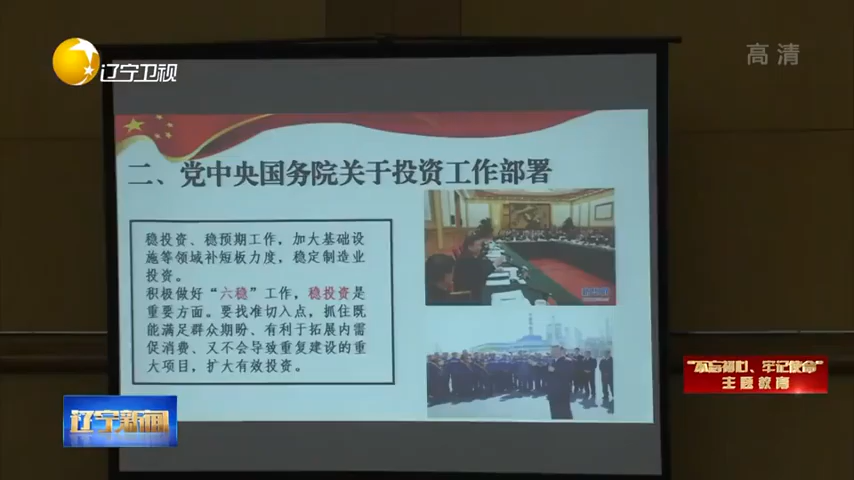 辽宁卫视
高清
二、党中央国务院关于投资工作部署
稳投资、稳预期工作，加大基础设
施等领域补短板力度，稳定制造业
投资。
积极做好“六稳”工作，稳投资是
重要方面。要找准切入点，抓住既
能满足群众期盼、有利于拓展内需
促消费、又不会导致重复建设的重
大项目，扩大有效投资。
“不忘初心、牢记使命”
主题教育
辽宁新闻